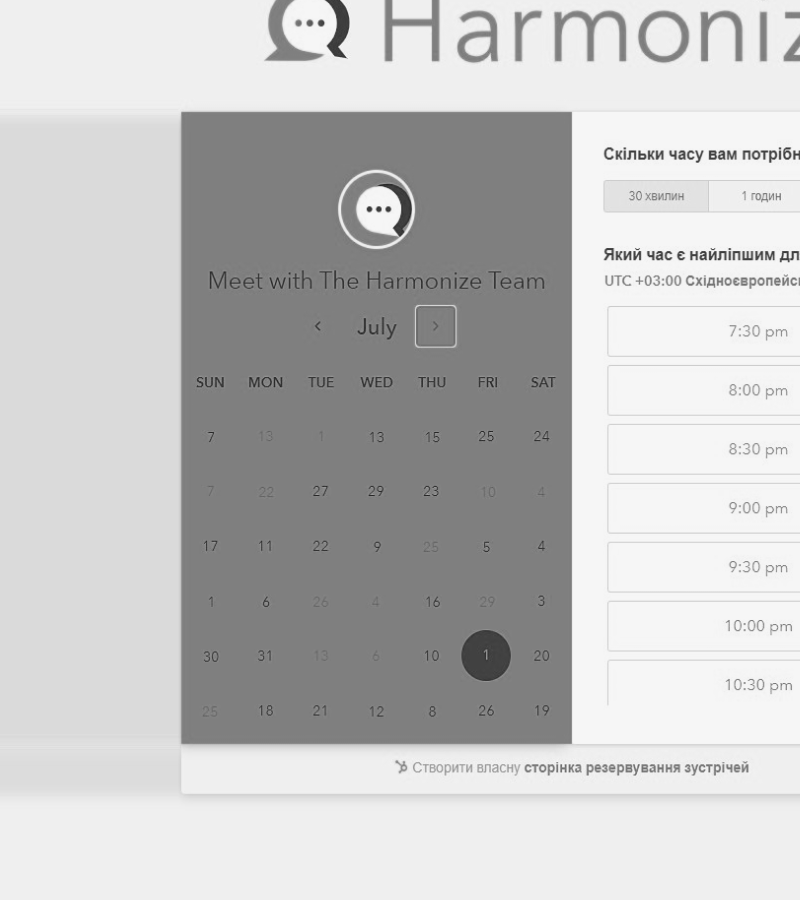 Harmoniz
Meet with The Harmonize Team
July
SUN MON TUE WED THU FRI SAT
7 13 1 13 15 25 24
7 22 27 29 23 10 4
17 11 22 9 25 5 4
1 6 26 4 16 29 3
30 31 13 6 10 1 20
25 18 21 12 8 26 19
Скільки часу вам потрібн
30 хвилин 1 годин
Який час є найліпшим дл
UTC +03:00 Східноєвропейсь
7:30 pm
8:00 pm
8:30 pm
9:00 pm
9:30 pm
10:00 pm
10:30 pm
Створити власну сторінка резервування зустрічей